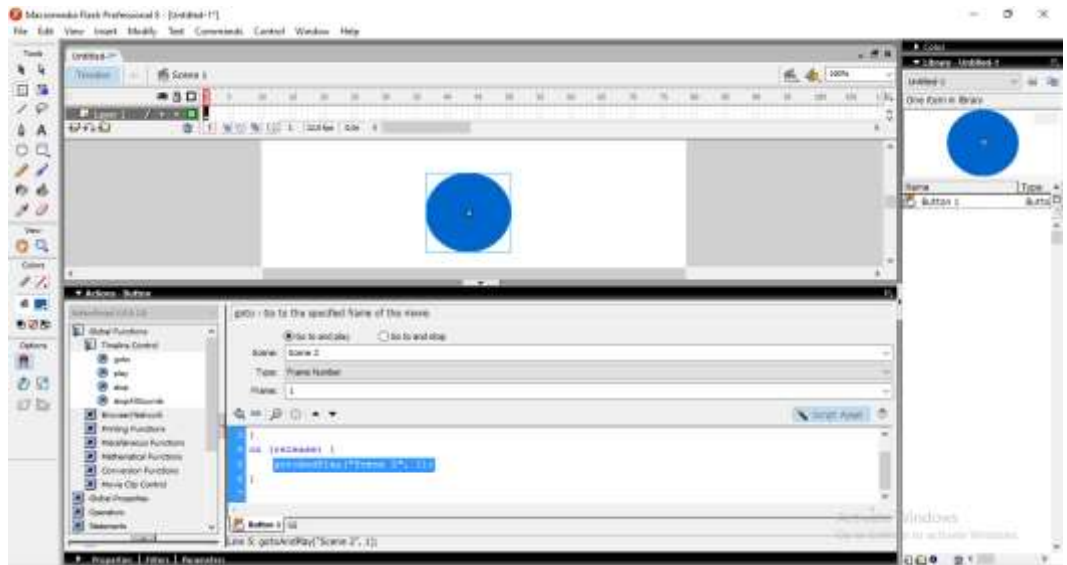 Macromedia Flash Professional 8 - [Untitled-1*]
File Edit View Insert Modify Text Commands Control Window Help
Tools
Untitled-1*
Timeline
Scene 1
100%
Layer 1
View
Colors
Options
Color
Library - Untitled-1
Untitled-1
One item in library
Name Type
Button 1 Button
Actions - Button
Global Functions
Timeline Control
goto
play
stop
stopAllSounds
Browser/Network
Printing Functions
Miscellaneous Functions
Mathematical Functions
Conversion Functions
Movie Clip Control
Global Properties
Operators
Statements
goto : Go to the specified frame of the movie
Go to and play Go to and stop
Scene: Scene 2
Type: Frame Number
Frame: 1
Script Assist
}
on (release) {
gotoAndPlay("Scene 2", 1);
}
Button 1
Line 5: gotoAndPlay("Scene 2", 1);
Properties Filters Parameters